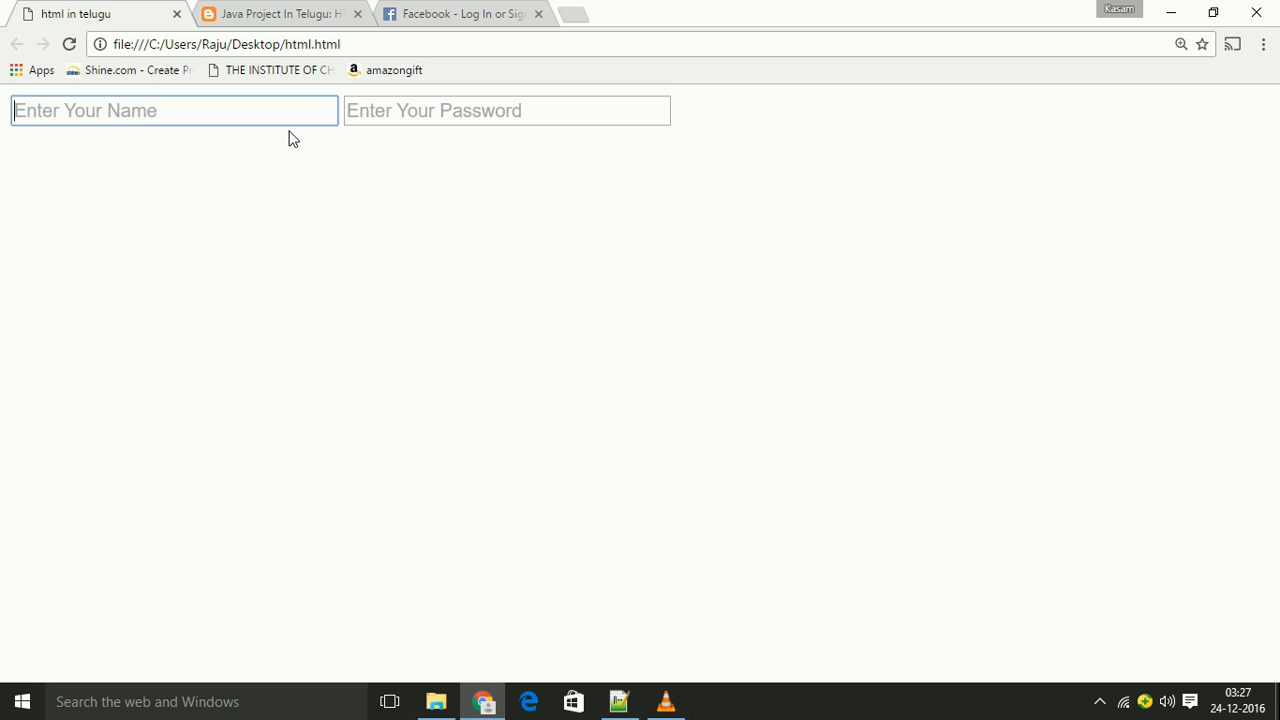 html in telugu
Java Project In Telugu: HT
Facebook - Log In or Sig
Kasam
file:///C:/Users/Raju/Desktop/html.html
Apps
Shine.com - Create Pr
THE INSTITUTE OF CH
amazongift
Enter Your Name
Enter Your Password
Search the web and Windows
03:27
24-12-2016